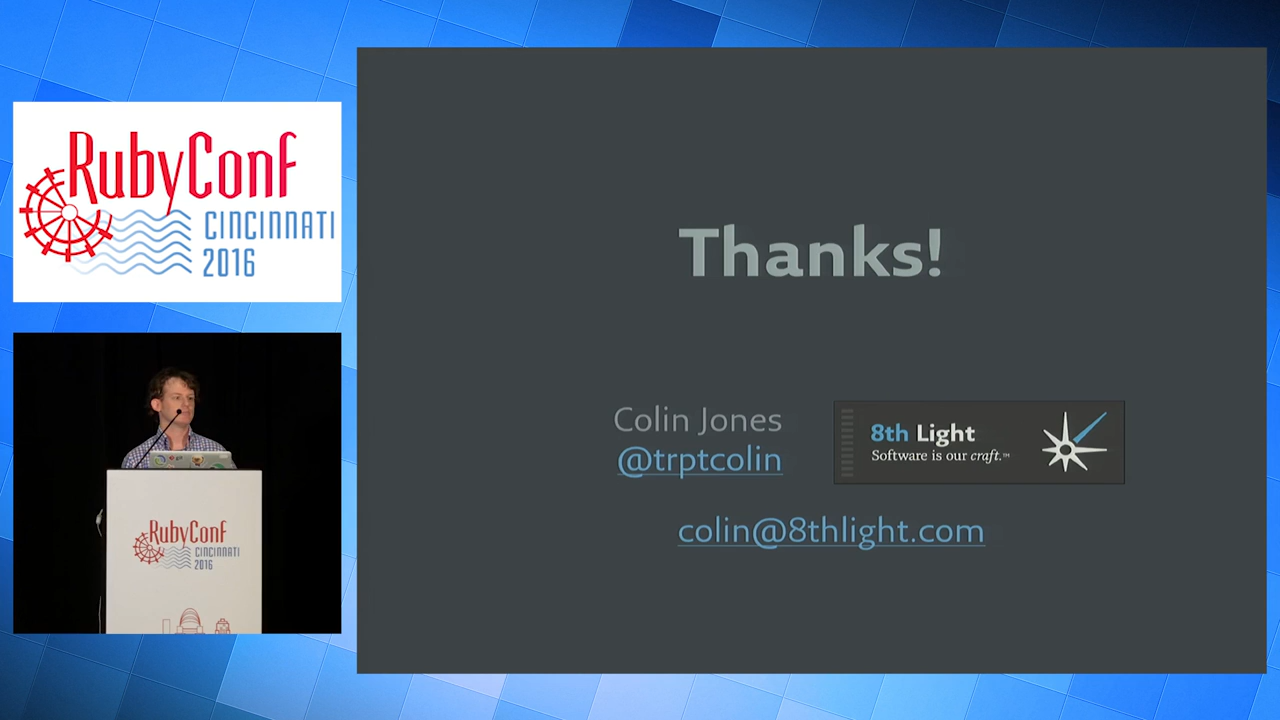 RubyConf
CINCINNATI
2016
Thanks!
Colin Jones
@trptcolin
8th Light
Software is our craft.™
colin@8thlight.com
RubyConf
CINCINNATI
2016